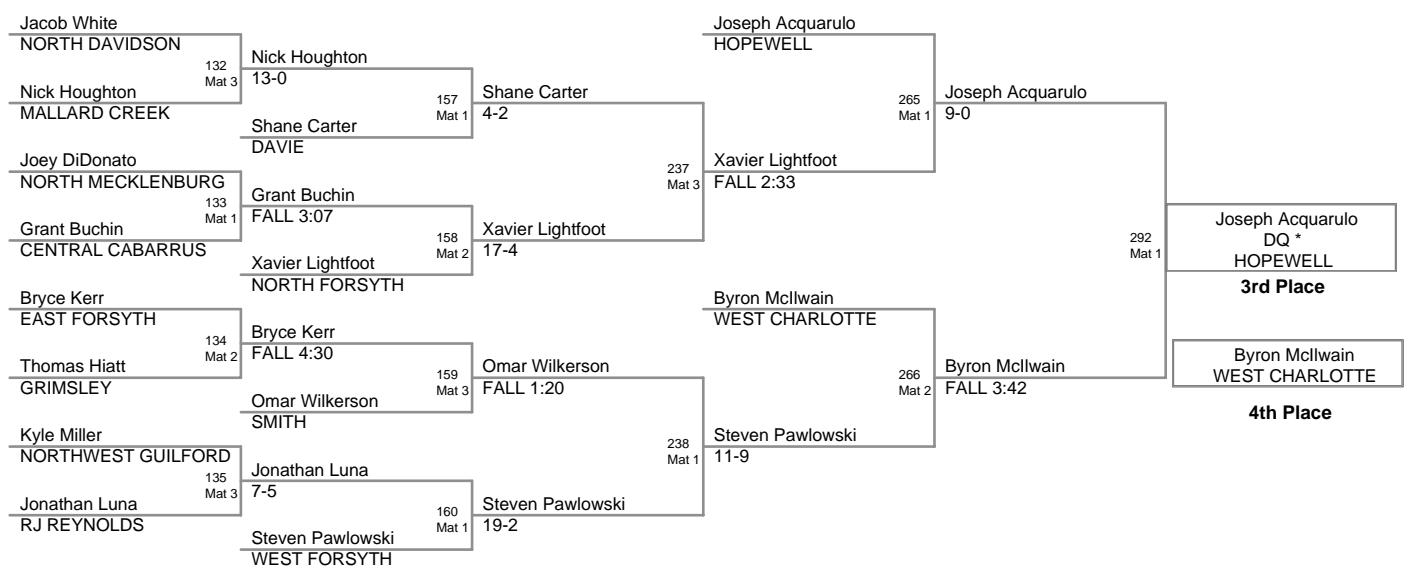 Jacob White
NORTH DAVIDSON
132
Mat 3
Nick Houghton
MALLARD CREEK
Nick Houghton
13-0
157
Mat 1
Shane Carter
DAVIE
Shane Carter
4-2
Joey DiDonato
NORTH MECKLENBURG
133
Mat 1
Grant Buchin
CENTRAL CABARRUS
Grant Buchin
FALL 3:07
158
Mat 2
Xavier Lightfoot
NORTH FORSYTH
Xavier Lightfoot
17-4
237
Mat 3
Bryce Kerr
EAST FORSYTH
134
Mat 2
Thomas Hiatt
GRIMSLEY
Bryce Kerr
FALL 4:30
159
Mat 3
Omar Wilkerson
SMITH
Omar Wilkerson
FALL 1:20
Kyle Miller
NORTHWEST GUILFORD
135
Mat 3
Jonathan Luna
RJ REYNOLDS
Jonathan Luna
7-5
160
Mat 1
Steven Pawlowski
WEST FORSYTH
Steven Pawlowski
19-2
238
Mat 1
Joseph Acquarulo
HOPEWELL
265
Mat 1
Xavier Lightfoot
FALL 2:33
Joseph Acquarulo
9-0
Byron McIlwain
WEST CHARLOTTE
266
Mat 2
Steven Pawlowski
11-9
Byron McIlwain
FALL 3:42
292
Mat 1
Joseph Acquarulo
DQ *
HOPEWELL
3rd Place
Byron McIlwain
WEST CHARLOTTE
4th Place